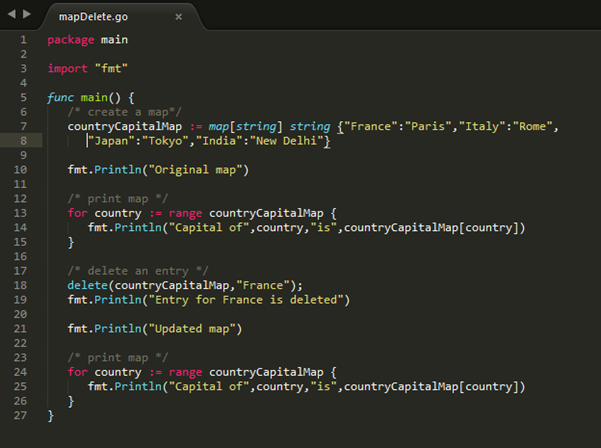 mapDelete.go ×
1 package main
2
3 import "fmt"
4
5 func main() {
6    /* create a map*/
7    countryCapitalMap := map[string] string {"France":"Paris","Italy":"Rome",
8       "Japan":"Tokyo","India":"New Delhi"}
9
10    fmt.Println("Original map")
11
12    /* print map */
13    for country := range countryCapitalMap {
14       fmt.Println("Capital of",country,"is",countryCapitalMap[country])
15    }
16
17    /* delete an entry */
18    delete(countryCapitalMap,"France");
19    fmt.Println("Entry for France is deleted")
20
21    fmt.Println("Updated map")
22
23    /* print map */
24    for country := range countryCapitalMap {
25       fmt.Println("Capital of",country,"is",countryCapitalMap[country])
26    }
27 }